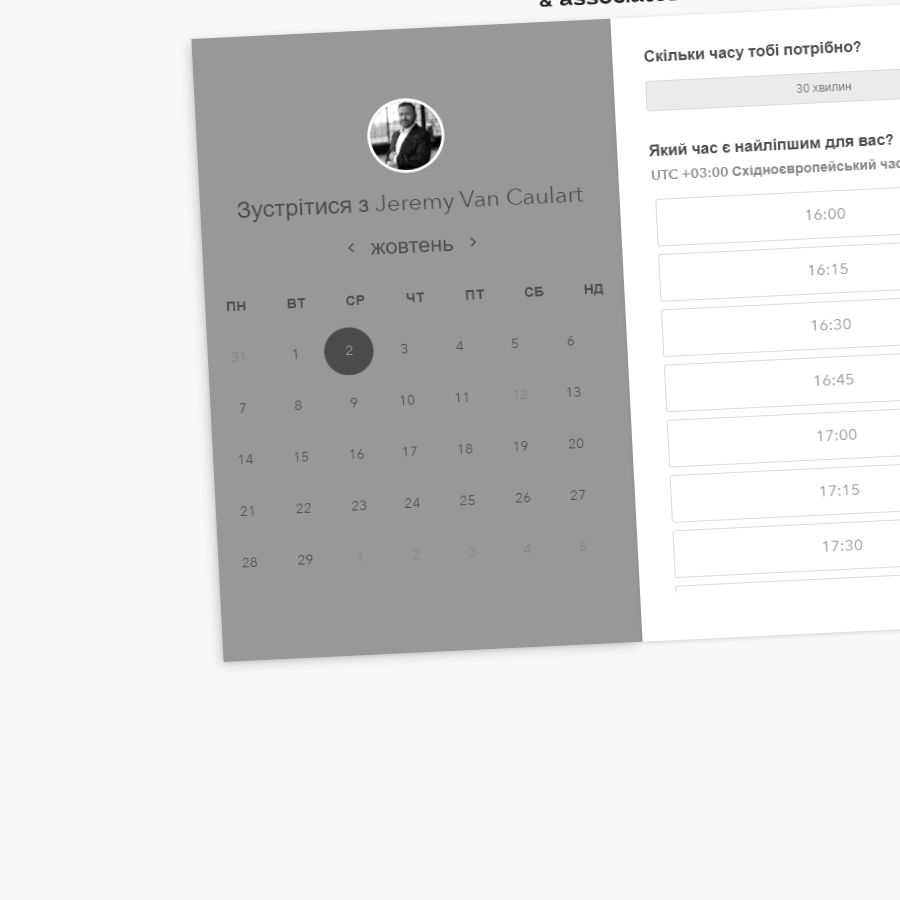 &
Зустрітися з Jeremy Van Caulart
‹ жовтень ›
ПН ВТ СР ЧТ ПТ СБ НД
31 1 2 3 4 5 6
7 8 9 10 11 12 13
14 15 16 17 18 19 20
21 22 23 24 25 26 27
28 29 1 2 3 4 5
Скільки часу тобі потрібно?
30 хвилин
Який час є найліпшим для вас?
UTC +03:00 Східноєвропейський
16:00
16:15
16:30
16:45
17:00
17:15
17:30